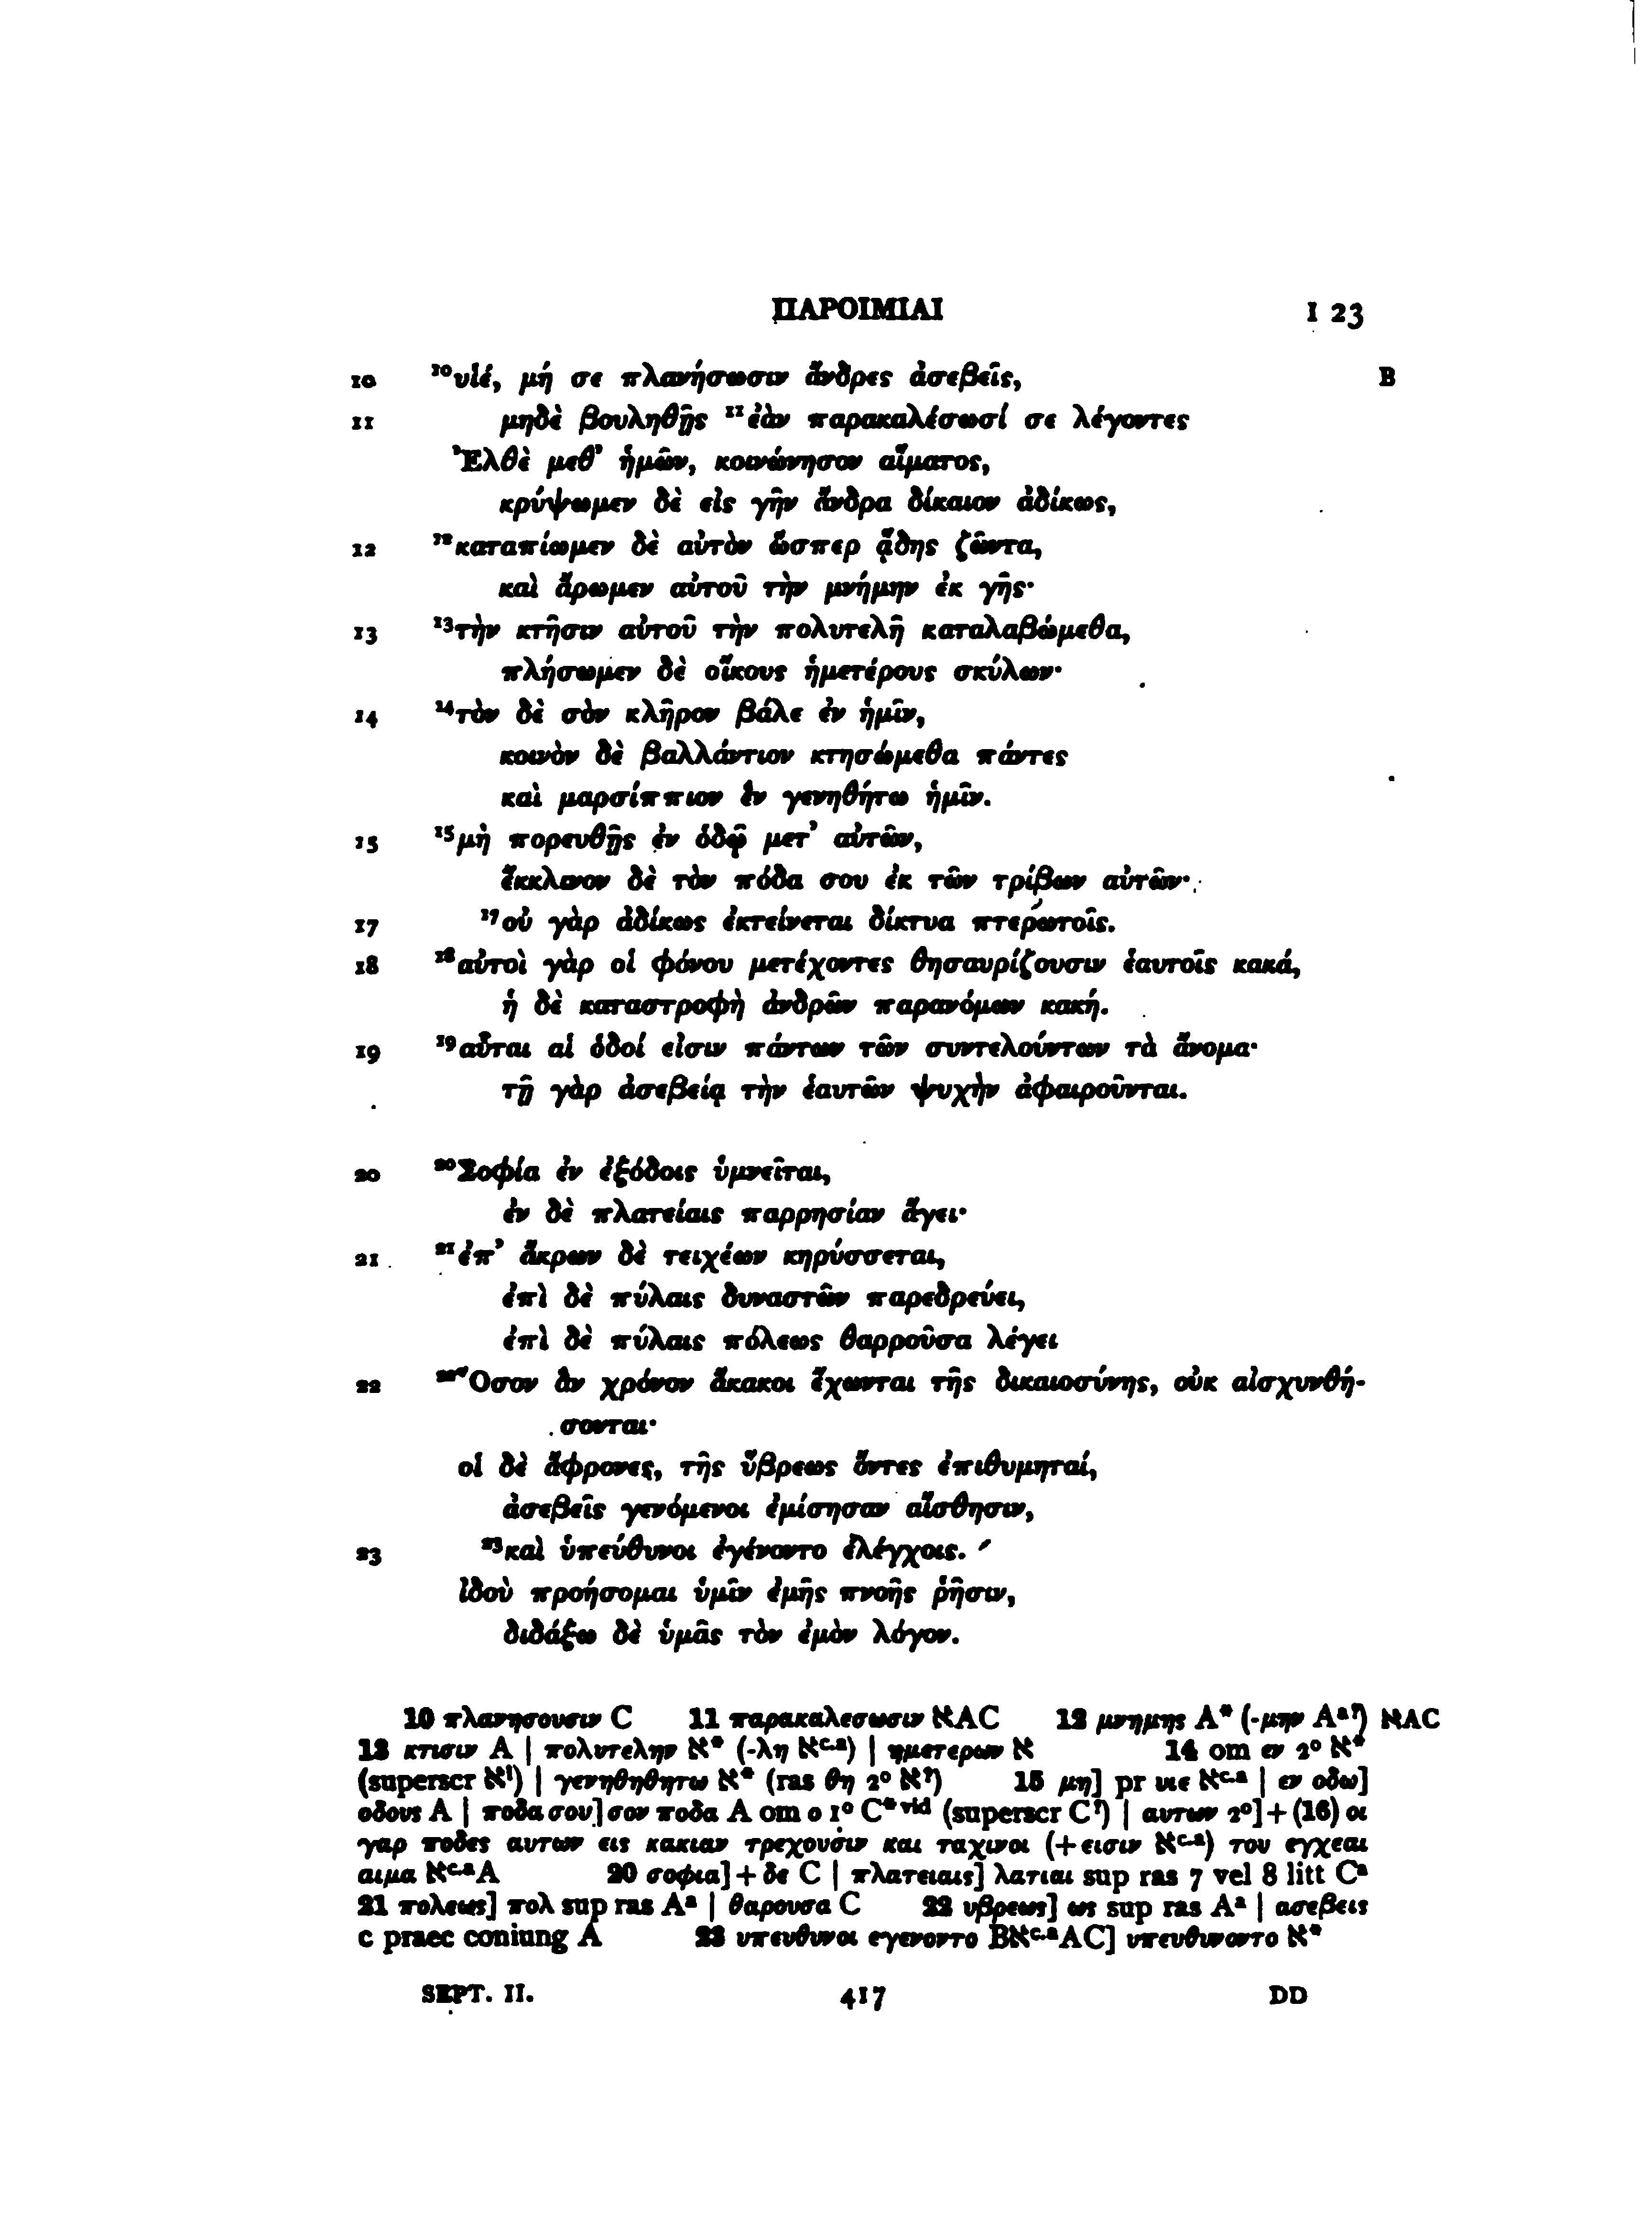 ΠΑΡΟΙΜΙΑΙ I 23
10 ¹⁰υἱέ, μή σε πλανήσωσιν ἄνδρες ἀσεβεῖς, B
11 μηδὲ βουληθῇς ¹¹ἐὰν παρακαλέσωσί σε λέγοντες
Ἐλθὲ μεθ’ ἡμῶν, κοινώνησον αἵματος,
κρύψωμεν δὲ εἰς γῆν ἄνδρα δίκαιον ἀδίκως,
12 ¹²καταπίωμεν δὲ αὐτὸν ὥσπερ ᾅδης ζῶντα,
καὶ ἄρωμεν αὐτοῦ τὴν μνήμην ἐκ γῆς·
13 ¹³τὴν κτῆσιν αὐτοῦ τὴν πολυτελῆ καταλαβώμεθα,
πλήσωμεν δὲ οἴκους ἡμετέρους σκύλων·
14 ¹⁴τὸν δὲ σὸν κλῆρον βάλε ἐν ἡμῖν,
κοινὸν δὲ βαλλάντιον κτησώμεθα πάντες
καὶ μαρσίππιον ἓν γενηθήτω ἡμῖν.
15 ¹⁵μὴ πορευθῇς ἐν ὁδῷ μετ’ αὐτῶν,
ἔκκλινον δὲ τὸν πόδα σου ἐκ τῶν τρίβων αὐτῶν·
17 ¹⁷οὐ γὰρ ἀδίκως ἐκτείνεται δίκτυα πτερωτοῖς.
18 ¹⁸αὐτοὶ γὰρ οἱ φόνου μετέχοντες θησαυρίζουσιν ἑαυτοῖς κακά,
ἡ δὲ καταστροφὴ ἀνδρῶν παρανόμων κακή.
19 ¹⁹αὗται αἱ ὁδοί εἰσιν πάντων τῶν συντελούντων τὰ ἄνομα·
τῇ γὰρ ἀσεβείᾳ τὴν ἑαυτῶν ψυχὴν ἀφαιροῦνται.
20 ²⁰Σοφία ἐν ἐξόδοις ὑμνεῖται,
ἐν δὲ πλατείαις παρρησίαν ἄγει·
21 ²¹ἐπ’ ἄκρων δὲ τειχέων κηρύσσεται,
ἐπὶ δὲ πύλαις δυναστῶν παρεδρεύει,
ἐπὶ δὲ πύλαις πόλεως θαρροῦσα λέγει
22 ²²Ὅσον ἂν χρόνον ἄκακοι ἔχωνται τῆς δικαιοσύνης, οὐκ αἰσχυνθή-
σονται·
οἱ δὲ ἄφρονες, τῆς ὕβρεως ὄντες ἐπιθυμηταί,
ἀσεβεῖς γενόμενοι ἐμίσησαν αἴσθησιν,
23 ²³καὶ ὑπεύθυνοι ἐγένοντο ἐλέγχοις.
ἰδοὺ προήσομαι ὑμῖν ἐμῆς πνοῆς ῥῆσιν,
διδάξω δὲ ὑμᾶς τὸν ἐμὸν λόγον.
10 πλανησουσιν C 11 παρακαλεσωσιν אAC 12 μνημης A* (-μην Aᵃ?) אAC
13 κτισιν A | πολυτελην א* (-λη אᶜ·ᵃ) | ημετερων א 14 om εν 2° א*
(superscr א¹) | γενηθηθητω א* (ras θη 2° א?) 15 μη] pr υιε אᶜ·ᵃ | εν οδω]
οδους A | ποδα σου] σον ποδα A om ο 1° C* ᵛⁱᵈ (superscr C?) | αυτων 2°]+(16) οι
γαρ ποδες αυτων εις κακιαν τρεχουσιν και ταχινοι (+εισιν אᶜ·ᵃ) του εγχεαι
αιμα אᶜ·ᵃA 20 σοφια]+δε C | πλατειαις] λατιαι sup ras 7 vel 8 litt Cᵃ
21 πολεως] πολ sup ras Aᵃ | θαρουσα C 22 υβρεως] ως sup ras Aᵃ | ασεβεις
c praec coniung A 23 υπευθυνοι εγενοντο Bאᶜ·ᵃAC] υπευθυνοντο א*
SEPT. II. 417 DD